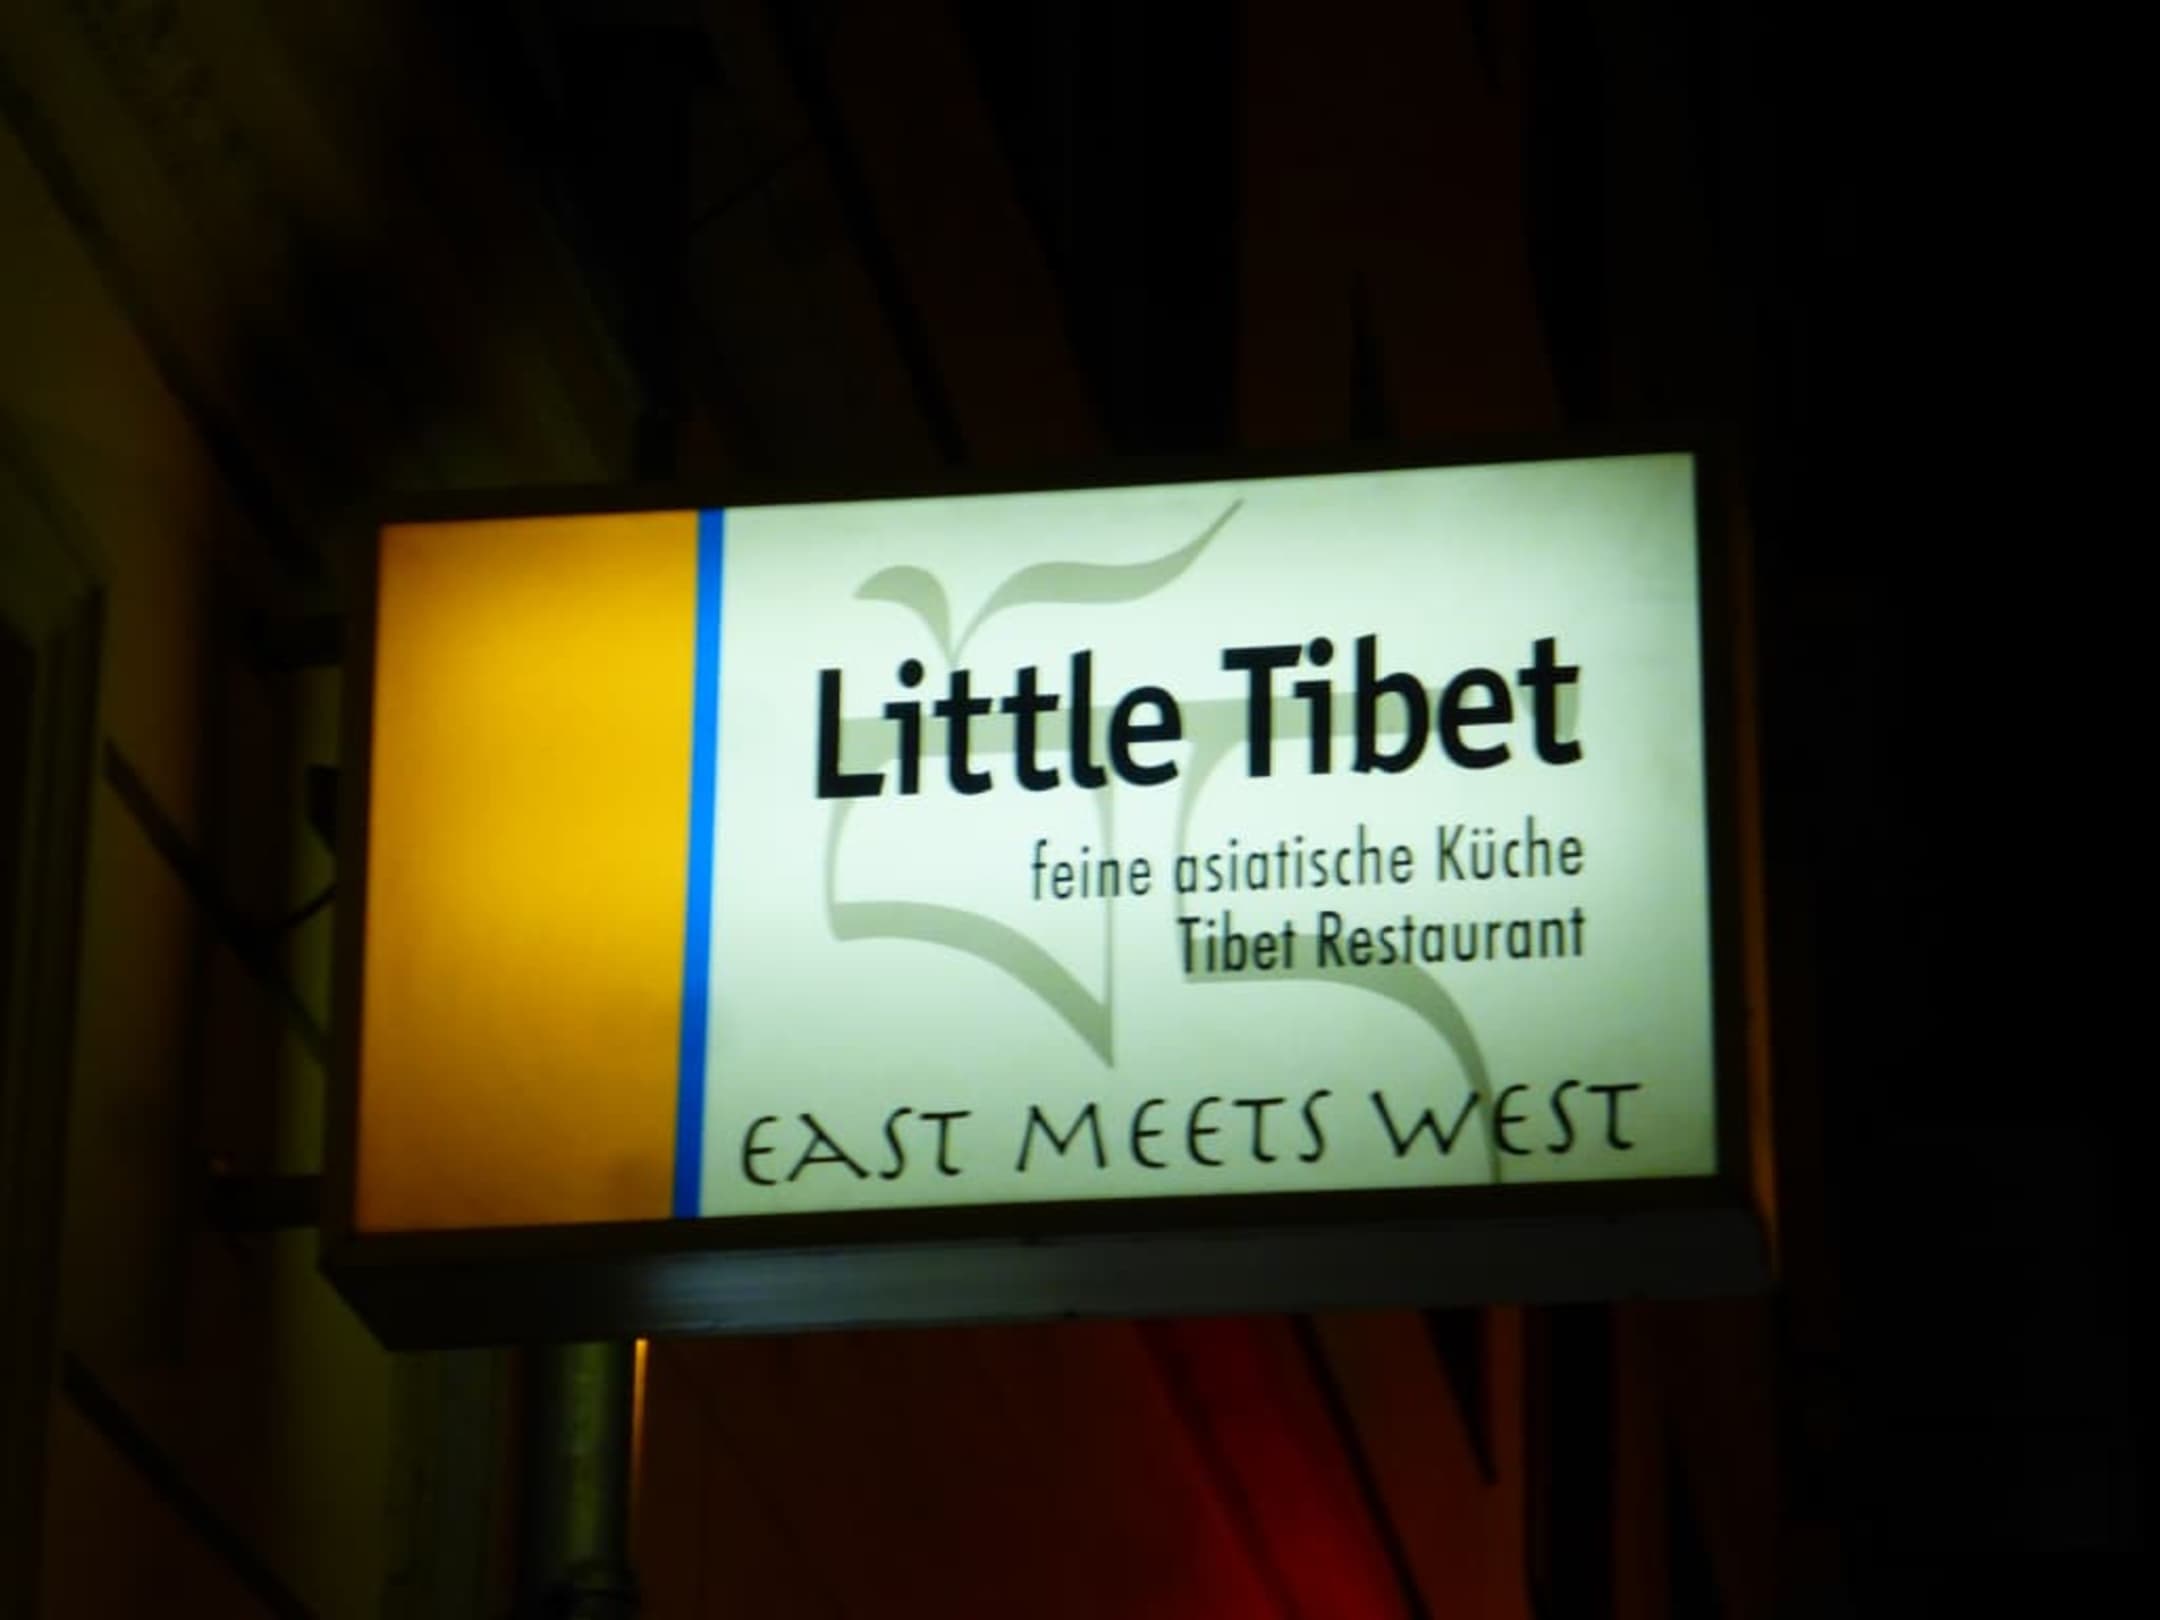 Little Tibet
feine asiatische Küche
Tibet Restaurant
EAST MEETS WEST